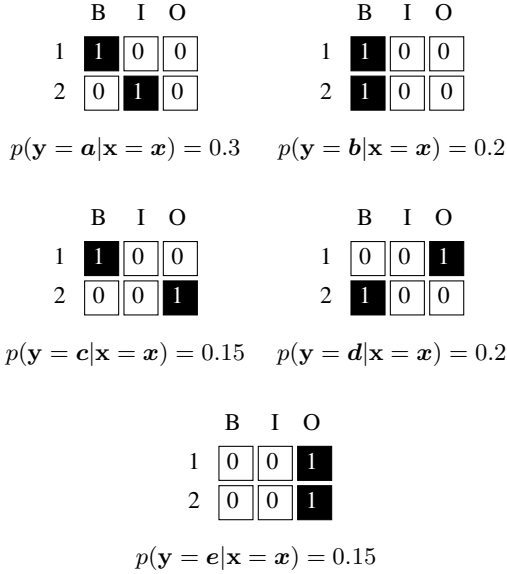 B I O B I O
1 1 0 0 1 1 0 0
2 0 1 0 2 1 0 0
p(y = a|x = x) = 0.3 p(y = b|x = x) = 0.2
B I O B I O
1 1 0 0 1 0 0 1
2 0 0 1 2 1 0 0
p(y = c|x = x) = 0.15 p(y = d|x = x) = 0.2
B I O
1 0 0 1
2 0 0 1
p(y = e|x = x) = 0.15